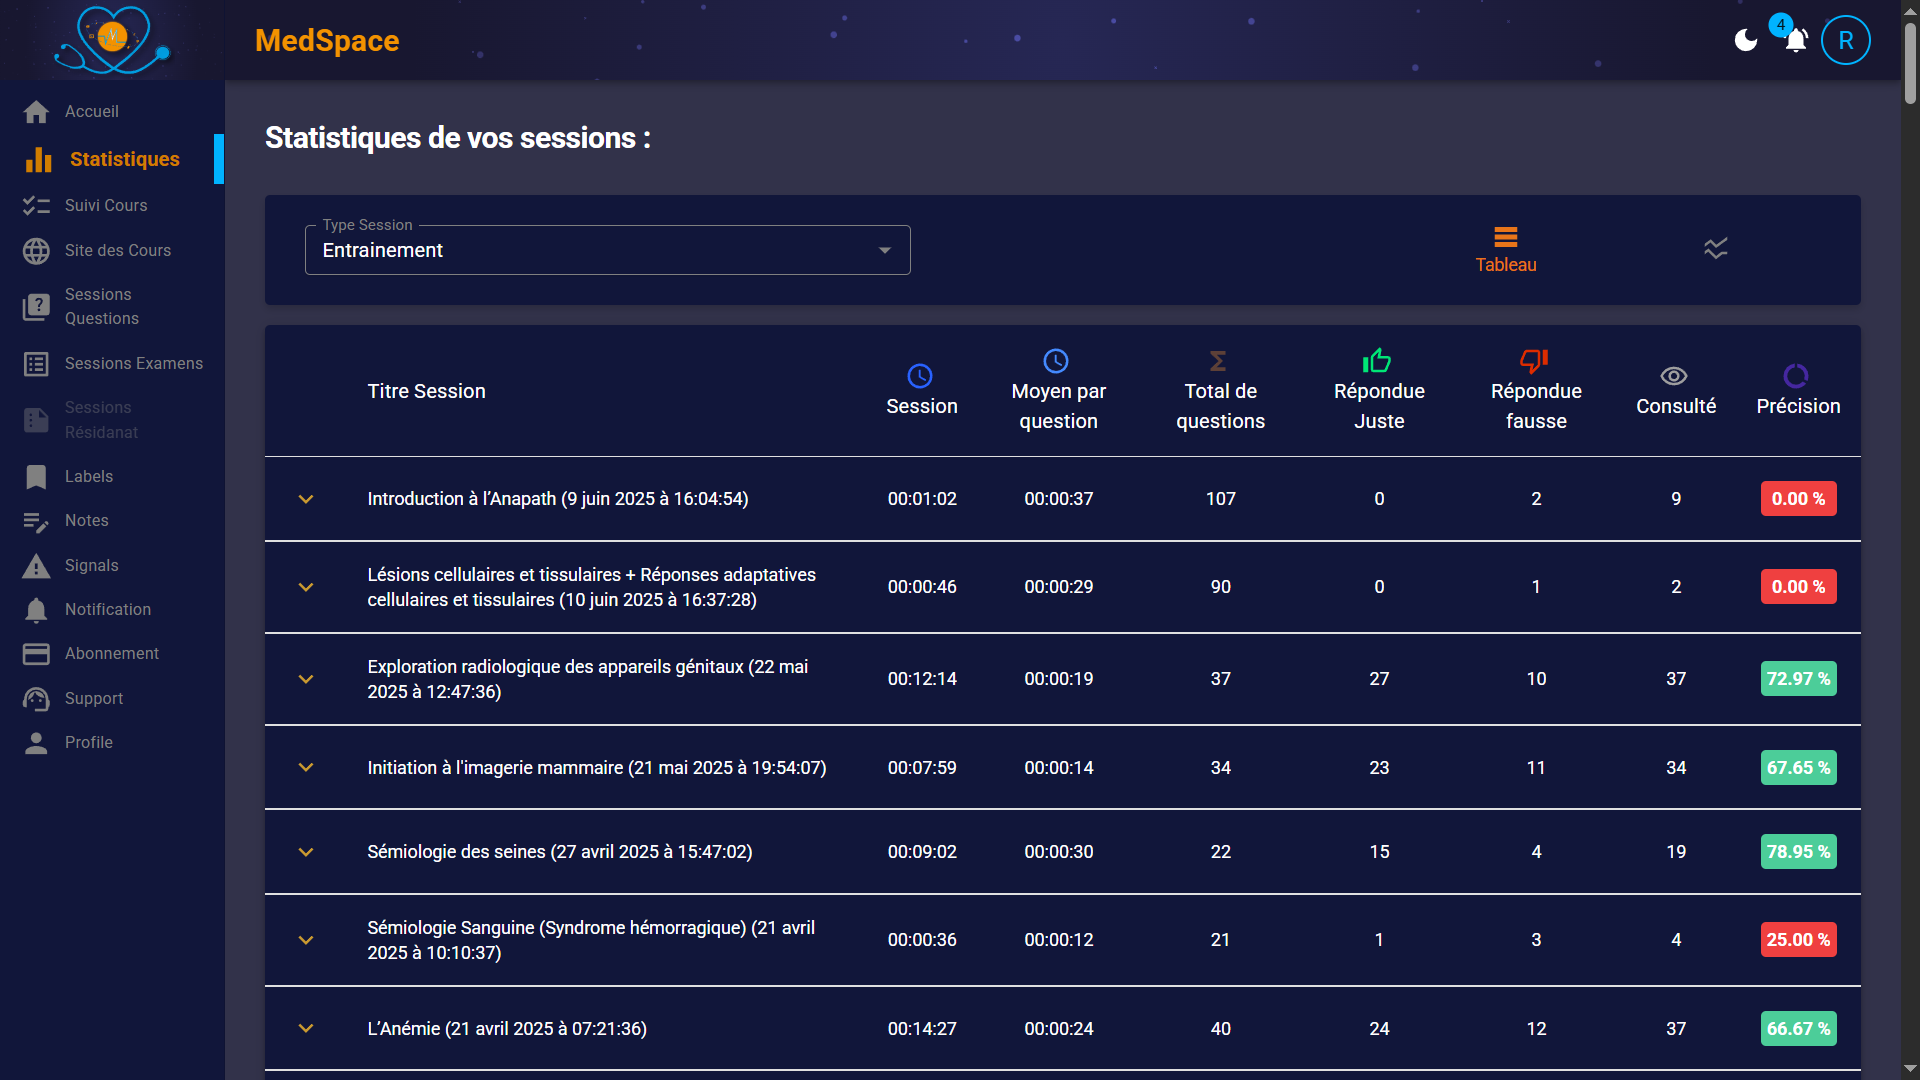 MedSpace
4
R
Accueil
Statistiques
Suivi Cours
Site des Cours
Sessions
Questions
Sessions Examens
Sessions
Résidanat
Labels
Notes
Signals
Notification
Abonnement
Support
Profile
Statistiques de vos sessions :
Type Session
Entrainement
Tableau
Titre Session
Session
Moyen par
question
Total de
questions
Répondue
Juste
Répondue
fausse
Consulté
Précision
Introduction à l’Anapath (9 juin 2025 à 16:04:54) 00:01:02 00:00:37 107 0 2 9 0.00 %
Lésions cellulaires et tissulaires + Réponses adaptatives
cellulaires et tissulaires (10 juin 2025 à 16:37:28) 00:00:46 00:00:29 90 0 1 2 0.00 %
Exploration radiologique des appareils génitaux (22 mai
2025 à 12:47:36) 00:12:14 00:00:19 37 27 10 37 72.97 %
Initiation à l'imagerie mammaire (21 mai 2025 à 19:54:07) 00:07:59 00:00:14 34 23 11 34 67.65 %
Sémiologie des seines (27 avril 2025 à 15:47:02) 00:09:02 00:00:30 22 15 4 19 78.95 %
Sémiologie Sanguine (Syndrome hémorragique) (21 avril
2025 à 10:10:37) 00:00:36 00:00:12 21 1 3 4 25.00 %
L’Anémie (21 avril 2025 à 07:21:36) 00:14:27 00:00:24 40 24 12 37 66.67 %